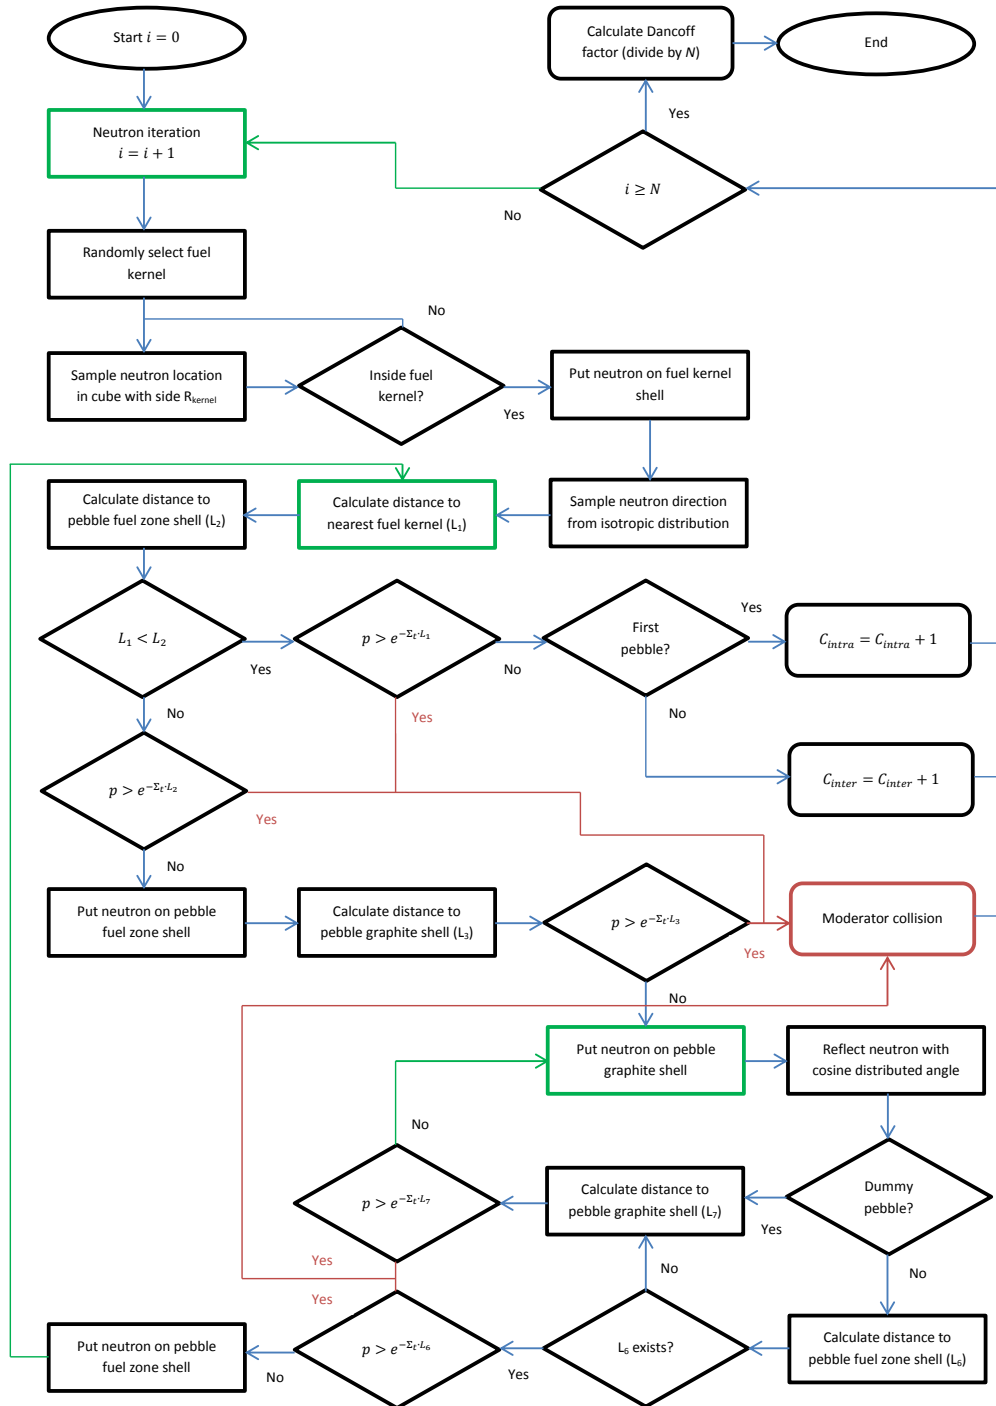 Start i = 0
Calculate Dancoff
factor (divide by N)
End
Yes
Neutron iteration
i = i + 1
i ≥ N
No
Randomly select fuel
kernel
No
Sample neutron location
in cube with side R_kernel
Inside fuel
kernel?
Yes
Put neutron on fuel kernel
shell
Calculate distance to
pebble fuel zone shell (L₂)
Calculate distance to
nearest fuel kernel (L₁)
Sample neutron direction
from isotropic distribution
L₁ < L₂
Yes
No
p > e^{−Σ_t·L₁}
No
Yes
First
pebble?
Yes
No
C_intra = C_intra + 1
C_inter = C_inter + 1
p > e^{−Σ_t·L₂}
Yes
No
Put neutron on pebble
fuel zone shell
Calculate distance to
pebble graphite shell (L₃)
p > e^{−Σ_t·L₃}
Yes
No
Moderator collision
Put neutron on pebble
graphite shell
Reflect neutron with
cosine distributed angle
No
p > e^{−Σ_t·L₇}
Yes
Calculate distance to
pebble graphite shell (L₇)
Yes
Dummy
pebble?
No
No
Yes
Put neutron on pebble
fuel zone shell
No
p > e^{−Σ_t·L₆}
Yes
L₆ exists?
Calculate distance to
pebble fuel zone shell (L₆)